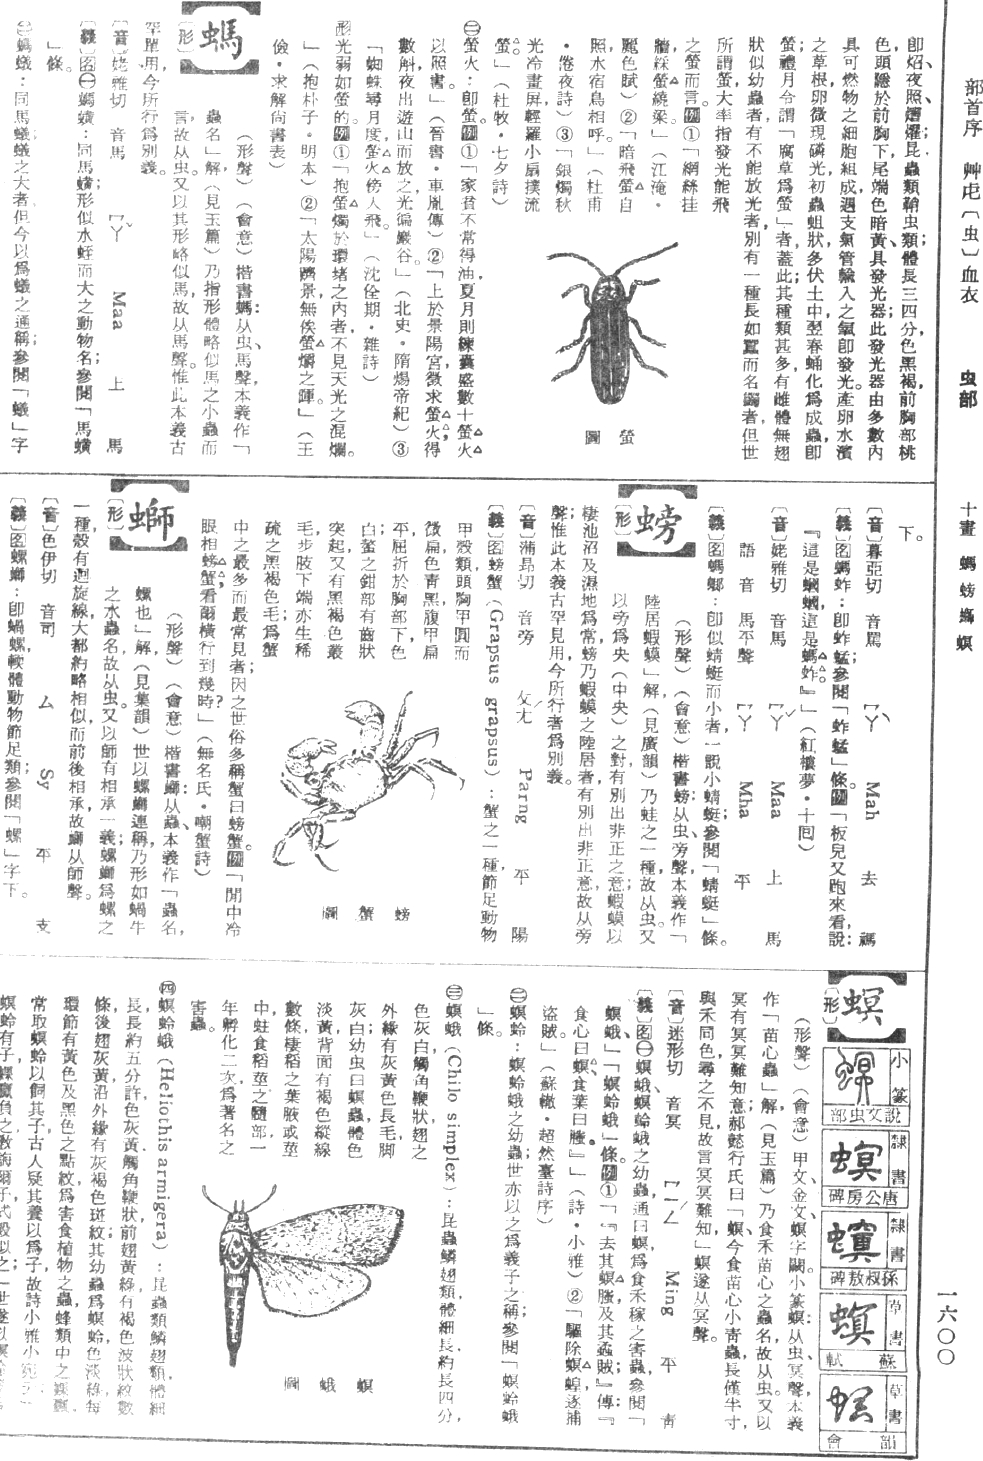 部首序 艸虍〔虫〕血衣
虫部
十畫 螞螃螄螟
一六〇〇
卽炤夜照熠燿昆蟲類鞘虫類；體長三四分，色黑褐，前胸部桃
色，頭隱於前胸下，尾端色暗黃，具發光器；此發光器由多數內
具可燃物之細胞組成，遇支氣管輸入之氧卽發光。產卵水濱
之草根，卵微現磷光；初蟲蛆狀，多伏土中，翌春蛹化爲成蟲，卽
螢。禮月令謂「腐草爲螢」者，蓋此；其種類甚多，有雌體無翅
狀似幼蟲者，有不能放光者，別有一種長如蛆而名蠲者；但世
所謂螢，大率指發光能飛
之螢而言。例①「網絲挂
牆，綵螢繞梁」（江淹·
麗色賦）②「暗飛螢自
照，水宿鳥相呼」（杜甫
·倦夜詩）③「銀燭秋
光冷畫屏，輕羅小扇撲流
螢。」（杜牧·七夕詩）
螢圖
㊁螢火：卽螢。例①「家貧不常得油，夏月則練囊盛數十螢火
以照書」（晉書·車胤傳）②「上於景陽宮徵求螢火，得
數斛，夜出遊山而放之，光徧巖谷。」（北史·隋煬帝紀）③
「蜘蛛尋月度，螢火傍人飛。」（沈佺期·雜詩）
形光弱如螢的。例①「抱螢燭於環堵之內者，不見天光之混爛。
」（抱朴子·明本）②「太陽躋景，無俟螢爝之暉。」（王
儉·求解尚書表）
【螞】
〔形〕（形聲）（會意）楷書螞：从虫、馬聲，本義作「
蟲名」解（見玉篇）乃指形體略似馬之小蟲而
言，故从虫。又以其形略似馬，故从馬聲。惟此本義古
罕單用，今所行爲別義。
〔音〕姥雅切 音馬 ㄇㄚˇ Maa 上 馬
〔義〕名㊀螞蟥：同馬蟥，形似水蛭而大之動物名；參閱「馬蟥
」條。
㊁螞蟻：同馬蟻，蟻之大者；但今以爲蟻之通稱；參閱「蟻」字
下。
〔音〕暮亞切 音罵 ㄇㄚˋ Mah 去 禡
〔義〕名螞蚱：卽蚱蜢；參閱「蚱蜢」條。例「板兒又跑來看，說：
『這是蟈蟈，這是螞蚱。』」（紅樓夢·十回）
〔音〕姥雅切 音馬 ㄇㄚˇ Maa 上 馬
語音 馬平聲 ㄇㄚ Mha 平
〔義〕名螞螂：卽似蜻蜓而小者；一說小蜻蜓；參閱「蜻蜓」條。
【螃】
〔形〕（形聲）（會意）楷書螃：从虫、旁聲，本義作「
陸居蝦蟆」解（見廣韻）乃蛙之一種，故从虫。又
以旁爲央（中央）之對，有別出非正之意；蝦蟆以
棲池沼及濕地爲常，螃乃蝦蟆之陸居者，有別出非正意，故从旁
聲；惟此本義古罕見用，今所行者爲別義。
〔音〕蒲昂切 音旁 ㄆㄤˊ Parng 平 陽
〔義〕名螃蟹（Grapsus grapsus）：蟹之一種，節足動物
甲殼類，頭胸甲圓而
微扁，色青黑，腹甲扁
平，屈折於胸部下，色
白；螯之鉗部有齒狀
突起，又有黑褐色叢
毛；步肢下端亦生稀
疏之黑褐色毛；爲蟹
中之最多而最常見者；因之世俗多稱蟹曰螃蟹。例「閒中冷
眼相螃蟹，看爾橫行到幾時？」（無名氏·嘲蟹詩）
螃蟹圖
【螄】
〔形〕（形聲）（會意）楷書螄：从蟲、本義作「蟲名，
螺也」解（見集韻）世以螺螄連稱，乃形如蝸牛
之水蟲名，故从虫。又以師有相承一義；螺螄爲螺之
一種，殼有迴旋線，大都約略相似而前後相承，故螄从師聲。
〔音〕色伊切 音司 ㄙ Sy 平 支
〔義〕名螺螄：卽蝸螺，軟體動物節足類；參閱「螺」字下。
【螟】
小篆 說文虫部
隸書 唐公房碑
隸書 孫叔敖碑
草書 蘇軾
草書 韻會
〔形〕（形聲）（會意）甲文、金文螟字闕。小篆螟：从虫、冥聲，本義
作「苗心蟲」解（見玉篇）乃食禾苗心之蟲名，故从虫。又以
冥有冥冥難知意；郝懿行氏曰「螟，今食苗心小青蟲，長僅半寸，
與禾同色，尋之不見，故言冥冥難知」螟遂从冥聲。
〔音〕迷形切 音冥 ㄇㄧㄥˊ Ming 平 青
〔義〕名㊀螟蛾、螟蛉蛾之幼蟲，通曰螟，爲食禾稼之害蟲；參閱「
螟蛾」「螟蛉蛾」條。例①「『去其螟螣，及其蟊賊』；傳：『
食心曰螟，食葉曰螣。』」（詩·小雅）②「驅除螟蝗，逐捕
盜賊」（蘇轍·超然臺詩序）
㊁螟蛉：螟蛉蛾之幼蟲；世亦以之爲義子之稱；參閱「螟蛉蛾
」條。
㊂螟蛾（Chilo simplex）：昆蟲鱗翅類，體細長，約長四分，
色灰白；觸角鞭狀，翅之
外緣有灰黃色長毛，脚
灰白；幼虫曰螟蟲，體色
淡黃，背面有褐色縱線
數條，棲稻之葉腋或莖
中，蛀食稻莖之髓部，一
年孵化二次，爲著名之
害蟲。
螟蛾圖
㊃螟蛉蛾（Heliothis armigera）：昆蟲類鱗翅類，體細
長，長約五分許，色灰黃，觸角鞭狀，前翅黃綠，有褐色波狀紋數
條，後翅灰黃，沿外緣有灰褐色斑紋；其幼蟲爲螟蛉，色淡綠，每
環節有黃色及黑色之點紋，爲害食植物之蟲；蜂類中之蜾蠃，
常取螟蛉以飼其子，古人疑其養以爲子；故詩小雅小宛
螟蛉有子，蜾蠃負之，教誨爾子，式穀似之」世遂以螟蛉